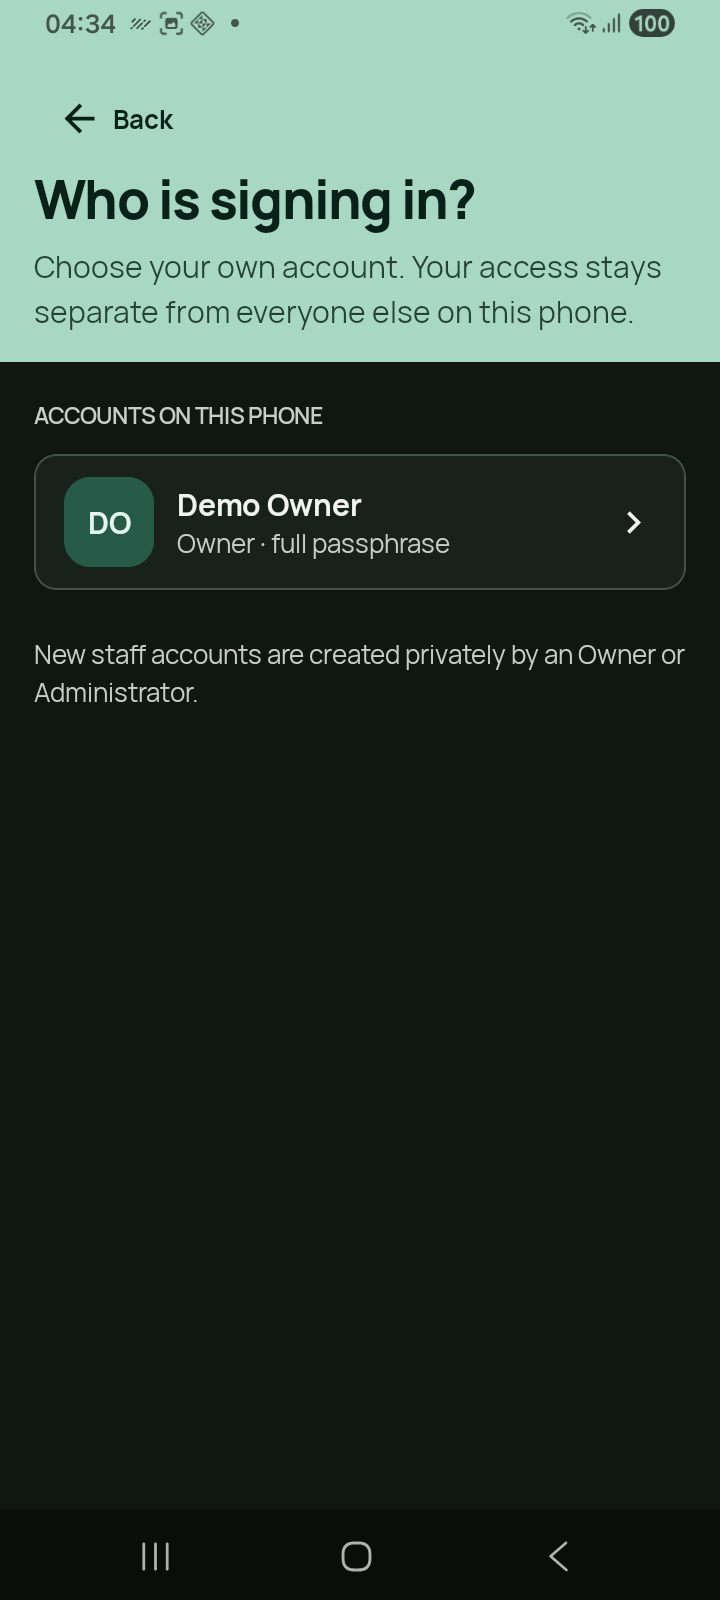 04:34
100
Back
Who is signing in?
Choose your own account. Your access stays
separate from everyone else on this phone.
ACCOUNTS ON THIS PHONE
DO
Demo Owner
Owner · full passphrase
New staff accounts are created privately by an Owner or
Administrator.